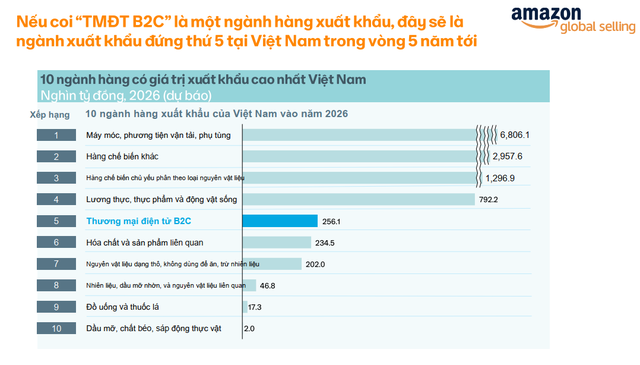 Nếu coi “TMĐT B2C” là một ngành hàng xuất khẩu, đây sẽ là
ngành xuất khẩu đứng thứ 5 tại Việt Nam trong vòng 5 năm tới
amazon
global selling
10 ngành hàng có giá trị xuất khẩu cao nhất Việt Nam
Nghìn tỷ đồng, 2026 (dự báo)
Xếp hạng 10 ngành hàng xuất khẩu của Việt Nam vào năm 2026
1 Máy móc, phương tiện vận tải, phụ tùng 6,806.1
2 Hàng chế biến khác 2,957.6
3 Hàng chế biến chủ yếu phân theo loại nguyên vật liệu 1,296.9
4 Lương thực, thực phẩm và động vật sống 792.2
5 Thương mại điện tử B2C 256.1
6 Hóa chất và sản phẩm liên quan 234.5
7 Nguyên vật liệu dạng thô, không dùng để ăn, trừ nhiên liệu 202.0
8 Nhiên liệu, dầu mỡ nhờn, và nguyên vật liệu liên quan 46.8
9 Đồ uống và thuốc lá 17.3
10 Dầu mỡ, chất béo, sáp động thực vật 2.0